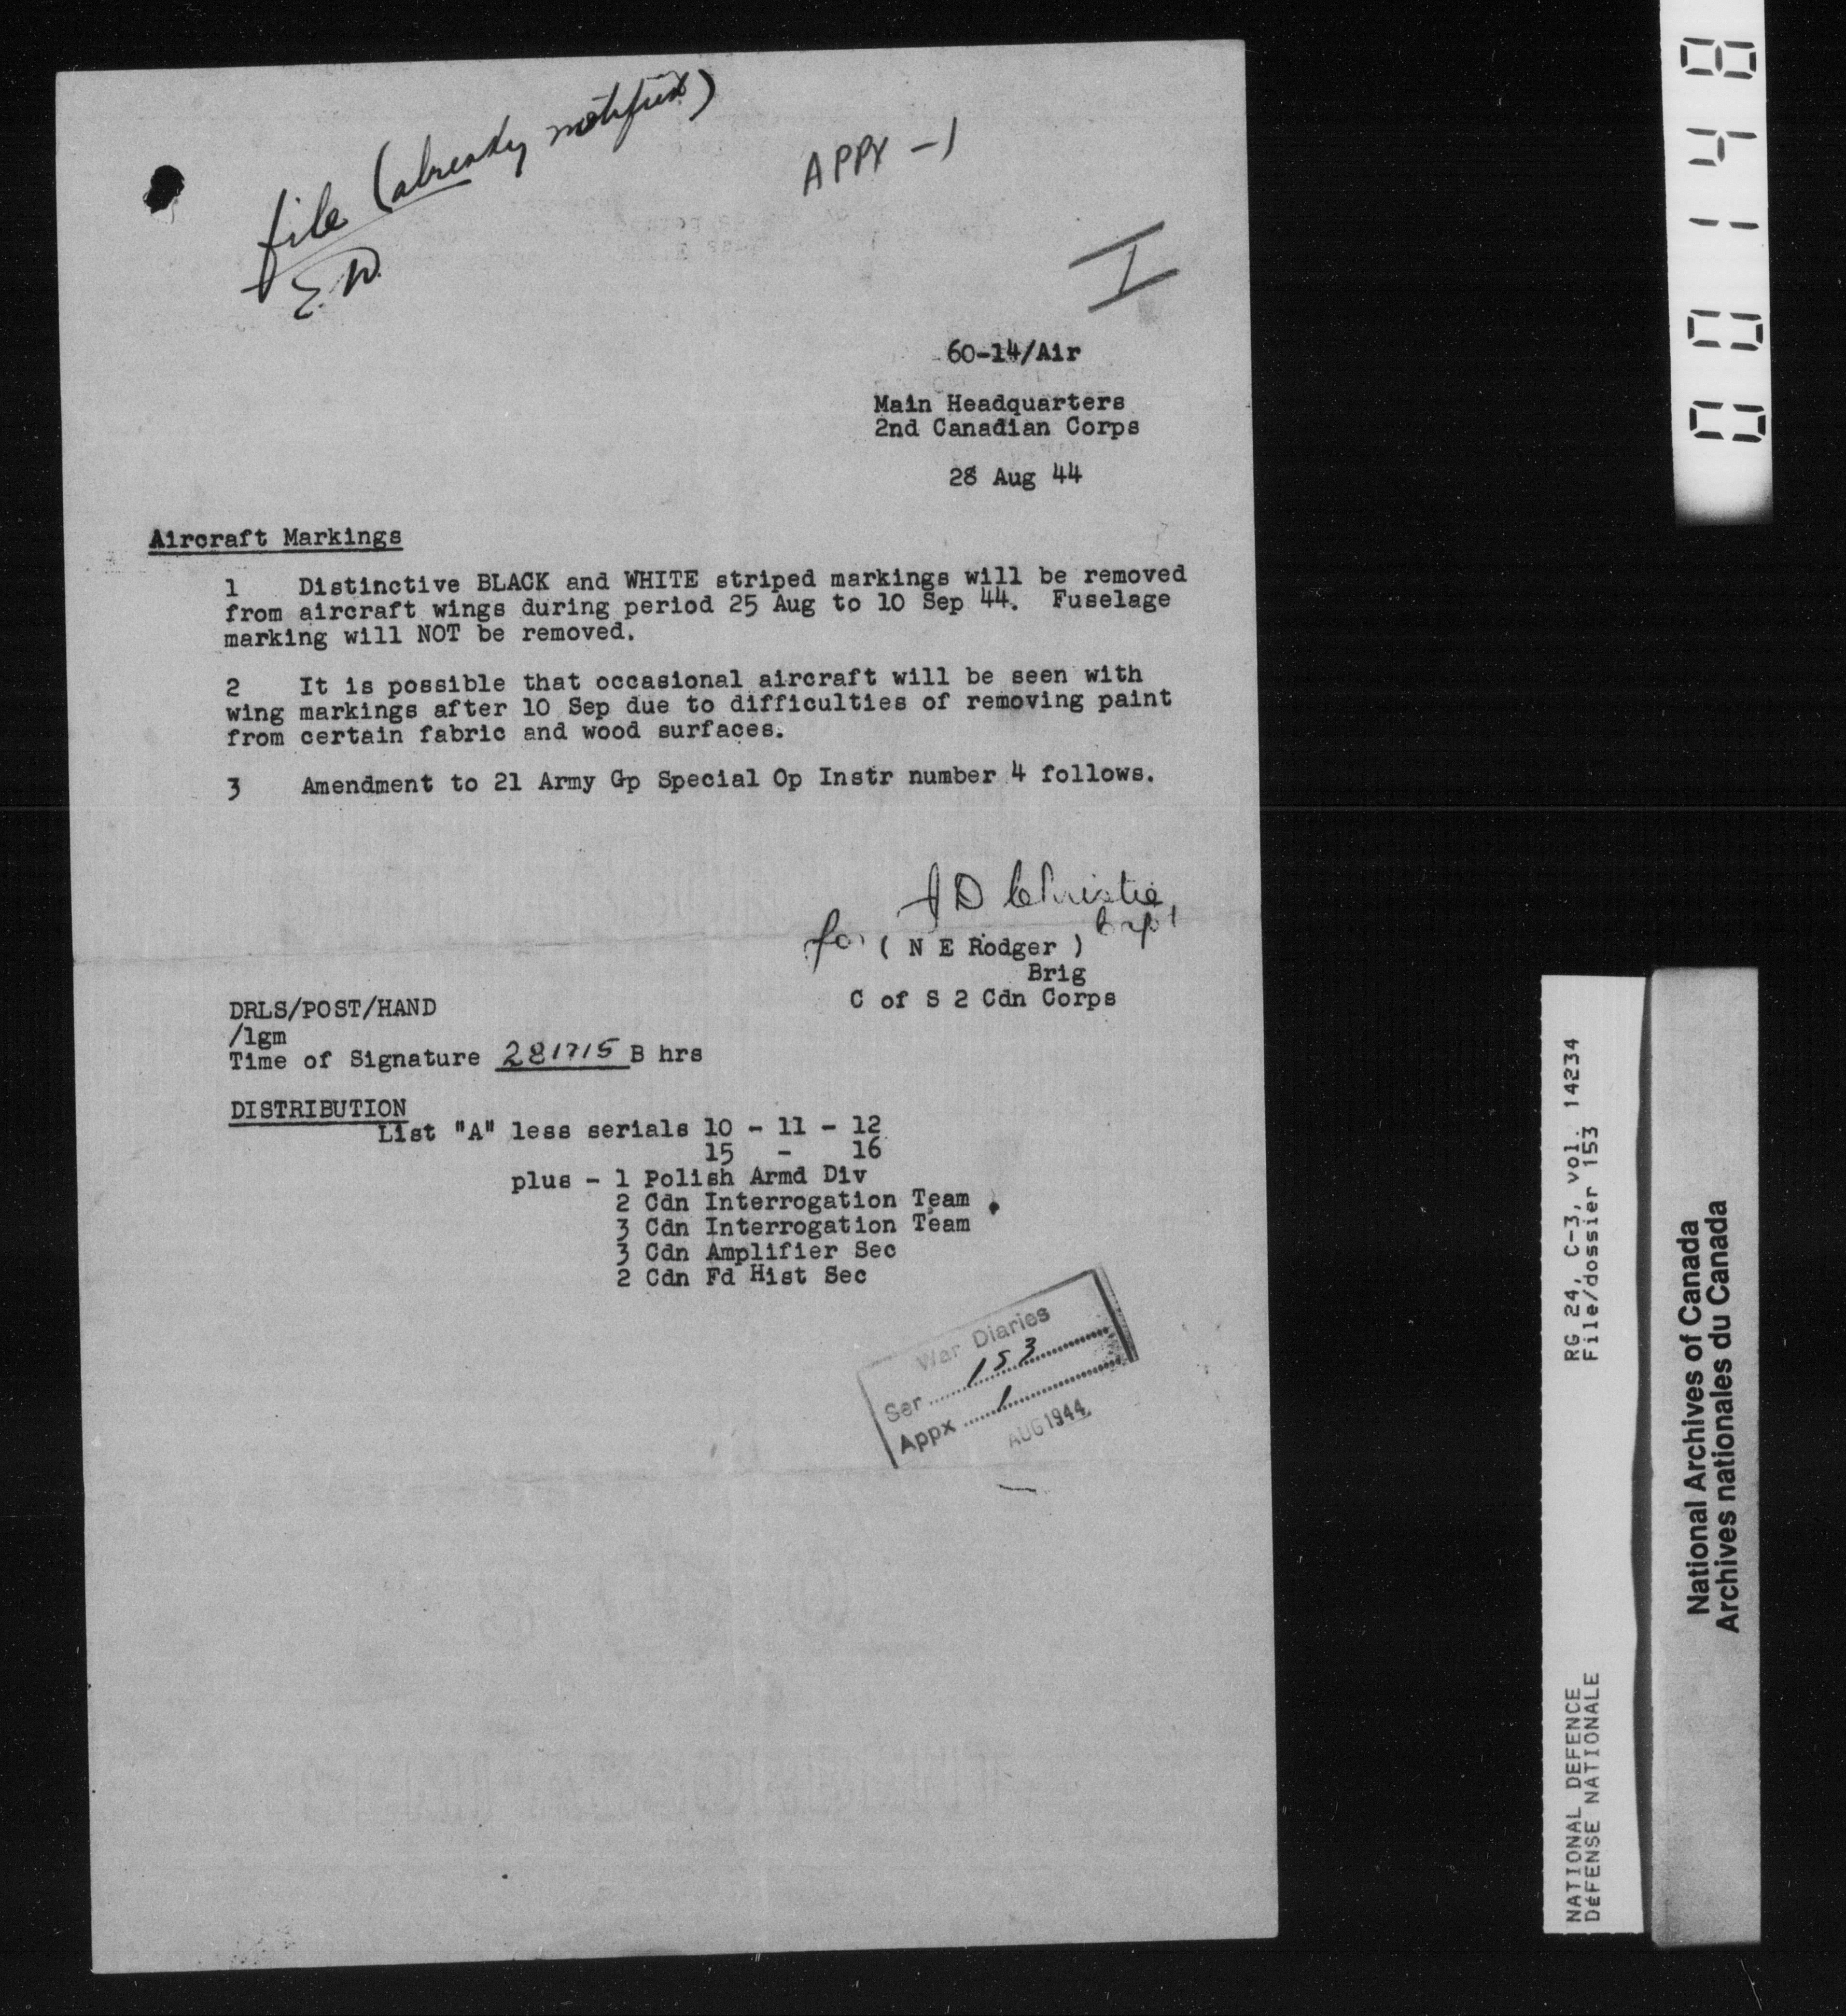 file (already notified)
APPX -1
I
60-14/Air
Main Headquarters
2nd Canadian Corps
28 Aug 44
Aircraft Markings
1 Distinctive BLACK and WHITE striped markings will be removed
from aircraft wings during period 25 Aug to 10 Sep 44. Fuselage
marking will NOT be removed.
2 It is possible that occasional aircraft will be seen with
wing markings after 10 Sep due to difficulties of removing paint
from certain fabric and wood surfaces.
3 Amendment to 21 Army Gp Special Op Instr number 4 follows.
D Christie,
Capt
for ( N E Rodger )
Brig
C of S 2 Cdn Corps
DRLS/POST/HAND
/lgm
Time of Signature 281715 B hrs
DISTRIBUTION
List "A" less serials 10 - 11 - 12
15 - 16
plus - 1 Polish Armd Div
2 Cdn Interrogation Team
3 Cdn Interrogation Team
3 Cdn Amplifier Sec
2 Cdn Fd Hist Sec
War Diaries
Ser 153
Appx 1
AUG 1944
00148
RG 24, C-3, vol. 14234
File/dossier 153
NATIONAL DEFENCE
DéFENSE NATIONALE
National Archives of Canada
Archives nationales du Canada